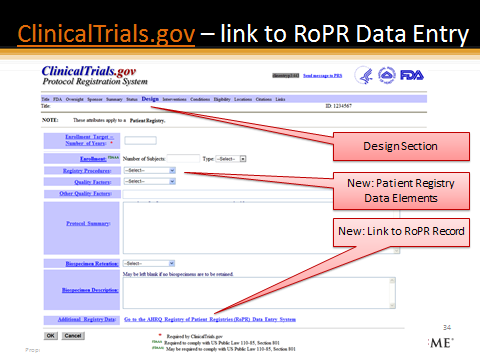 ClinicalTrials.gov – link to RoPR Data Entry
ClinicalTrials.gov
Protocol Registration System
Send message to PRS
FDA
Title FDA Oversight Sponsor Summary Status Design Interventions Conditions Eligibility Locations Citations Links
Title: ID: 1234567
NOTE: These attributes apply to a Patient Registry.
Enrollment Target –
Number of Years: *
Design Section
Enrollment: FDAAA Number of Subjects: Type: --Select--
Registry Procedures: --Select--
Quality Factors: --Select--
Other Quality Factors:
New: Patient Registry
Data Elements
Protocol Summary:
New: Link to RoPR Record
Biospecimen Retention: --Select--
May be left blank if no biospecimens are to be retained.
Biospecimen Description:
Additional Registry Data: Go to the AHRQ Registry of Patient Registries (RoPR) Data Entry System
34
OK Cancel
* Required by ClinicalTrials.gov
FDAAA Required to comply with US Public Law 110-85, Section 801
(FDAAA) May be required to comply with US Public Law 110-85, Section 801
Prop
ME